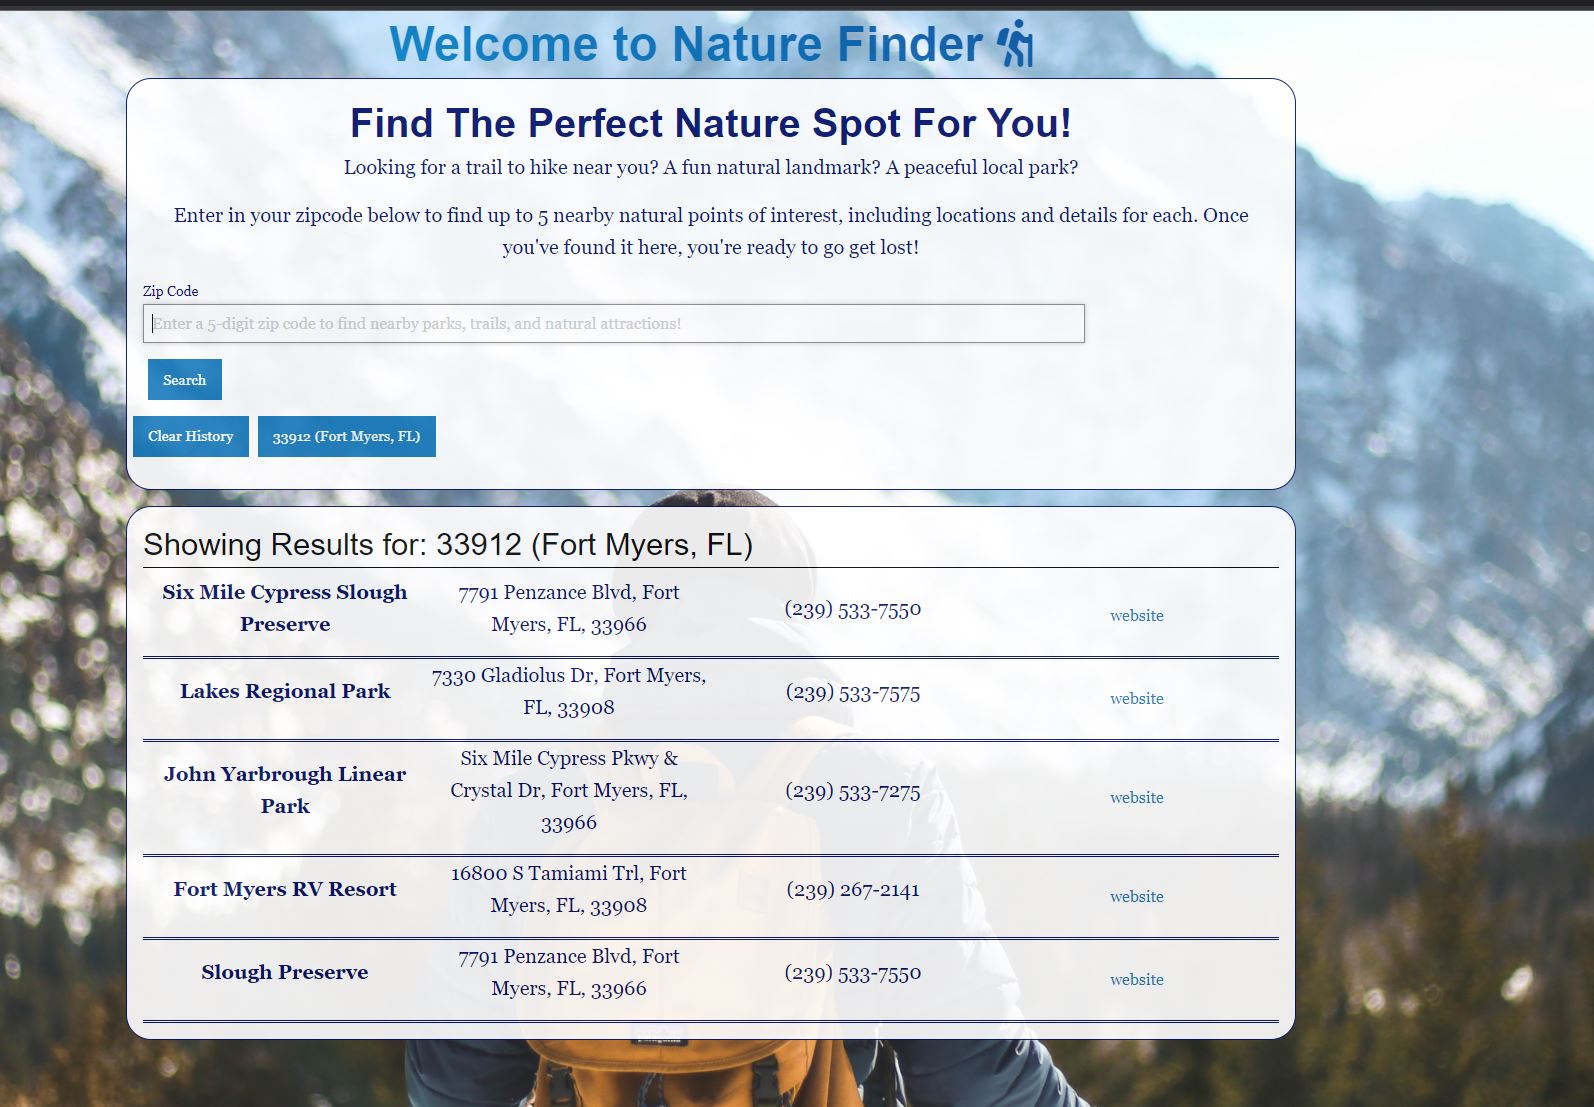 Welcome to Nature Finder
Find The Perfect Nature Spot For You!
Looking for a trail to hike near you? A fun natural landmark? A peaceful local park?
Enter in your zipcode below to find up to 5 nearby natural points of interest, including locations and details for each. Once
you've found it here, you're ready to go get lost!
Zip Code
Enter a 5-digit zip code to find nearby parks, trails, and natural attractions!
Search
Clear History 33912 (Fort Myers, FL)
Showing Results for: 33912 (Fort Myers, FL)
Six Mile Cypress Slough
Preserve
7791 Penzance Blvd, Fort
Myers, FL, 33966
(239) 533-7550
website
Lakes Regional Park
7330 Gladiolus Dr, Fort Myers,
FL, 33908
(239) 533-7575
website
John Yarbrough Linear
Park
Six Mile Cypress Pkwy &
Crystal Dr, Fort Myers, FL,
33966
(239) 533-7275
website
Fort Myers RV Resort
16800 S Tamiami Trl, Fort
Myers, FL, 33908
(239) 267-2141
website
Slough Preserve
7791 Penzance Blvd, Fort
Myers, FL, 33966
(239) 533-7550
website